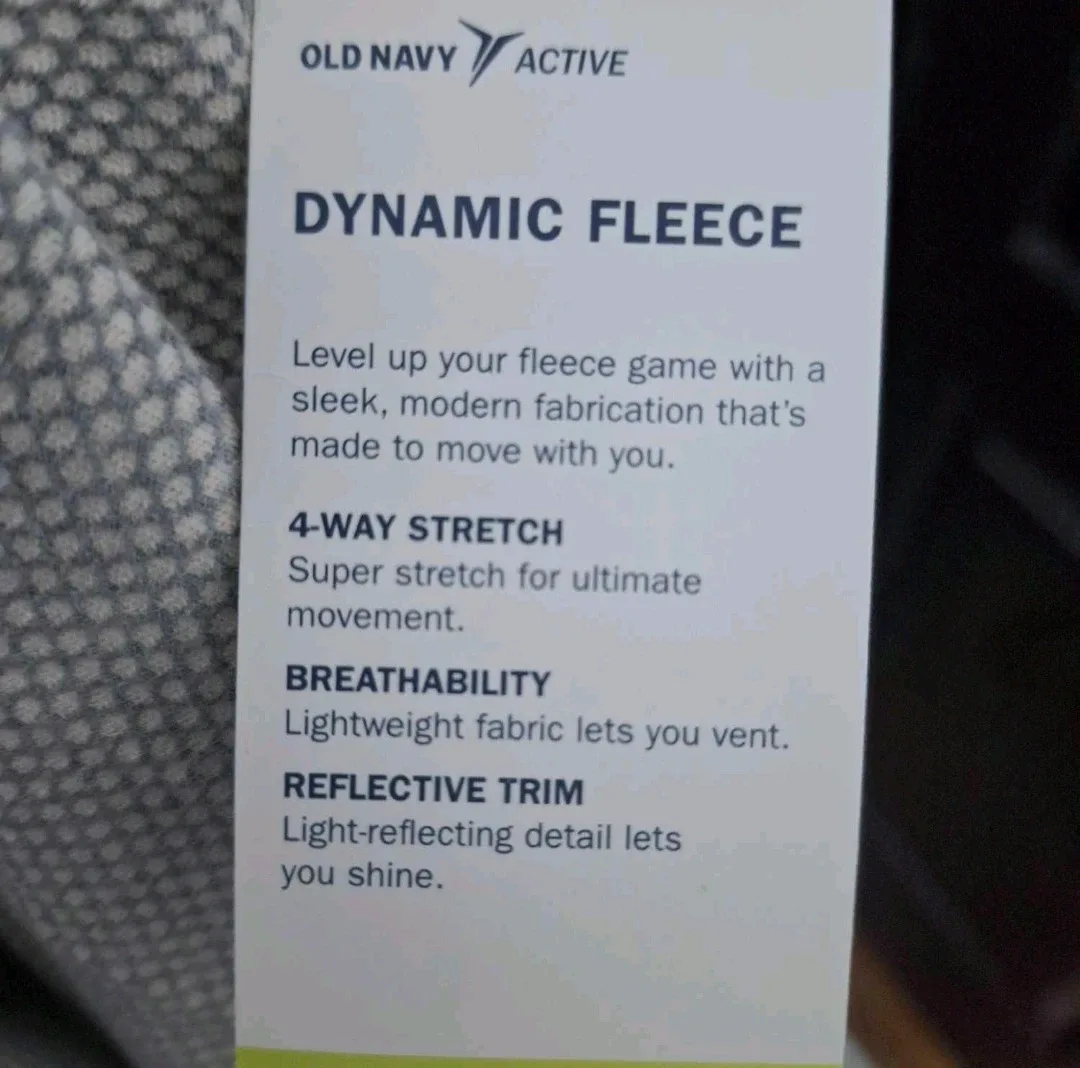 OLD NAVY ACTIVE
DYNAMIC FLEECE
Level up your fleece game with a
sleek, modern fabrication that's
made to move with you.
4-WAY STRETCH
Super stretch for ultimate
movement.
BREATHABILITY
Lightweight fabric lets you vent.
REFLECTIVE TRIM
Light-reflecting detail lets
you shine.